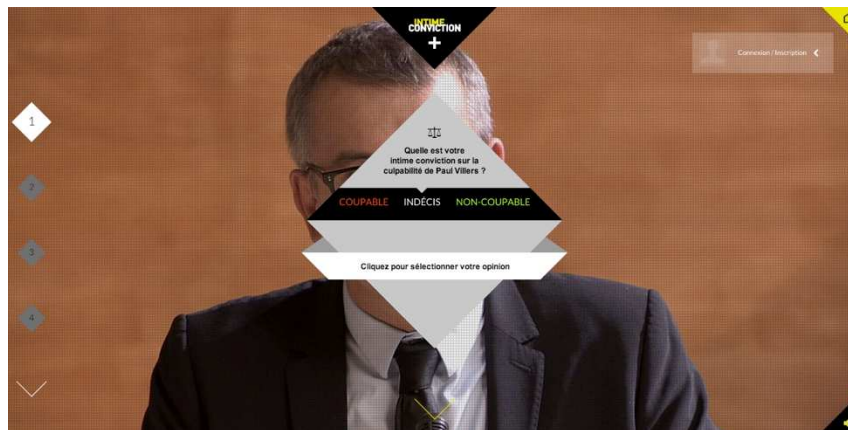 INTIME
CONVICTION
+
Connexion / Inscription
1
Quelle est votre
intime conviction sur la
culpabilité de Paul Villers ?
2
COUPABLE INDÉCIS NON-COUPABLE
3
Cliquez pour sélectionner votre opinion
4